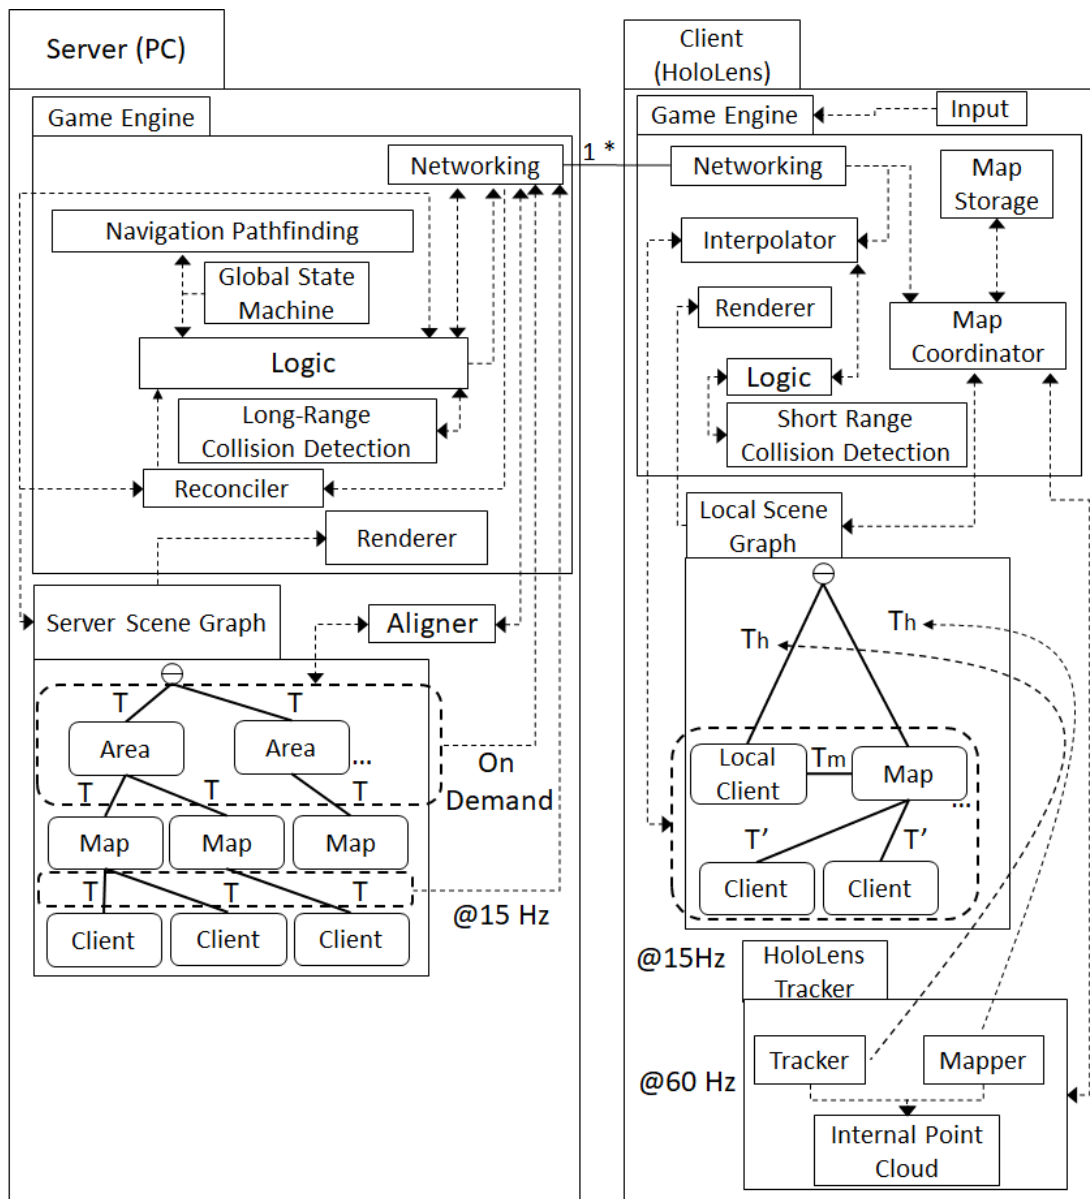 Server (PC)
Game Engine
Networking
Navigation Pathfinding
Global State
Machine
Logic
Long-Range
Collision Detection
Reconciler
Renderer
Server Scene Graph
Aligner
T
T
Area
Area
...
On
Demand
T
T
T
Map
Map
Map
T
T
T
@15 Hz
Client
Client
Client
1 *
Client
(HoloLens)
Game Engine
Input
Networking
Map
Storage
Interpolator
Renderer
Map
Coordinator
Logic
Short Range
Collision Detection
Local Scene
Graph
Th
Th
Local
Client
Tm
Map
...
T’
T’
Client
Client
@15Hz
HoloLens
Tracker
@60 Hz
Tracker
Mapper
Internal Point
Cloud